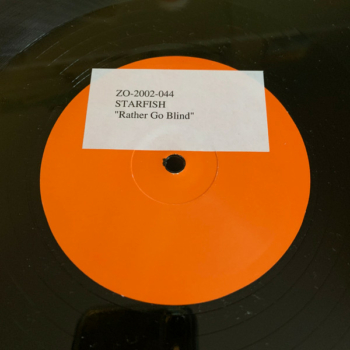 ZO-2002-044
STARFISH
"Rather Go Blind"